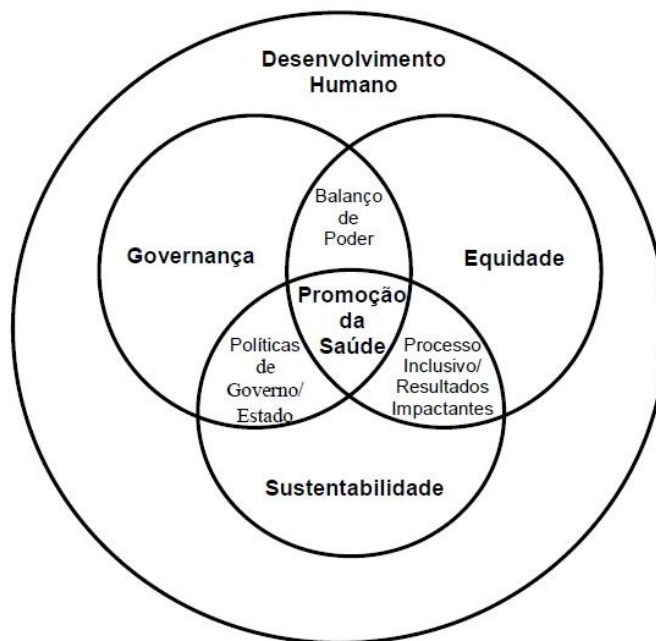 Desenvolvimento
Humano
Balanço
de
Poder
Governança
Equidade
Promoção
da
Saúde
Políticas
de
Governo/
Estado
Processo
Inclusivo/
Resultados
Impactantes
Sustentabilidade